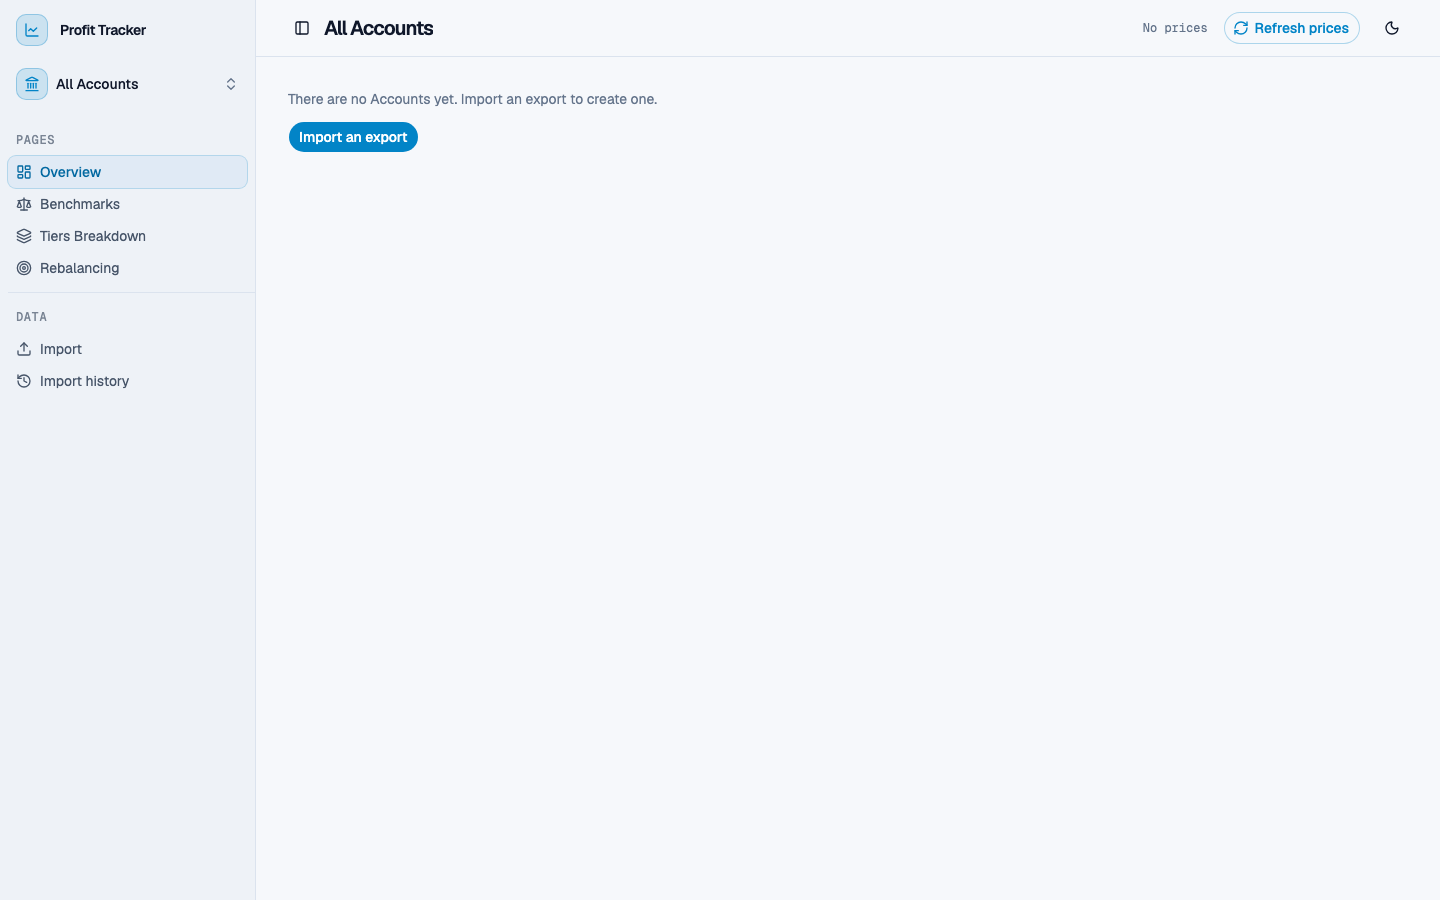 Profit Tracker
All Accounts
PAGES
Overview
Benchmarks
Tiers Breakdown
Rebalancing
DATA
Import
Import history
All Accounts
No prices
Refresh prices
There are no Accounts yet. Import an export to create one.
Import an export